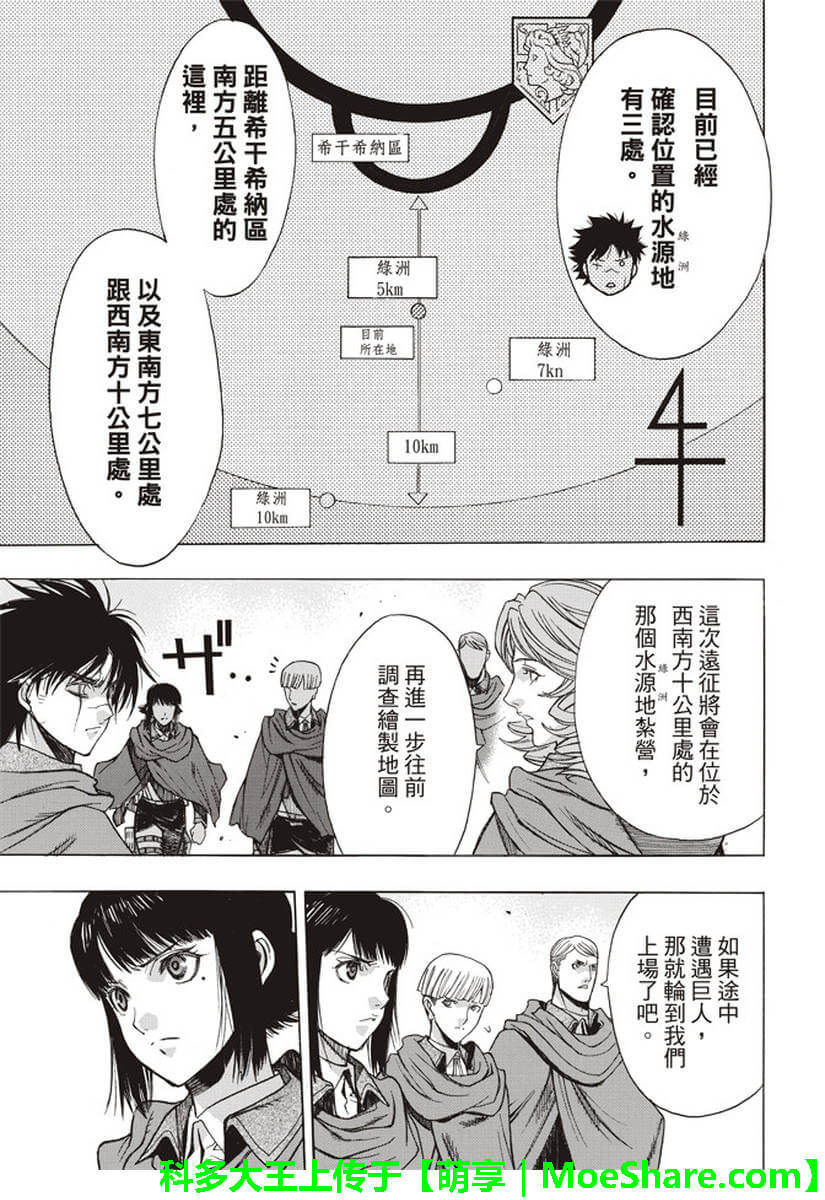 目前已經
確認位置的水源地
綠洲
有三處。
距離希干希納區
南方五公里處的
這裡，
以及東南方七公里處
跟西南方十公里處。
希干希納區
綠洲
5km
目前
所在地
綠洲
7kn
10km
綠洲
10km
這次遠征將會在位於
西南方十公里處的
那個水源地紮營，
綠洲
再進一步往前
調查繪製地圖。
ザ‥
如果途中
遭遇巨人，
那就輪到我們
上場了吧。
科多大王上传于【萌享｜MoeShare.com】